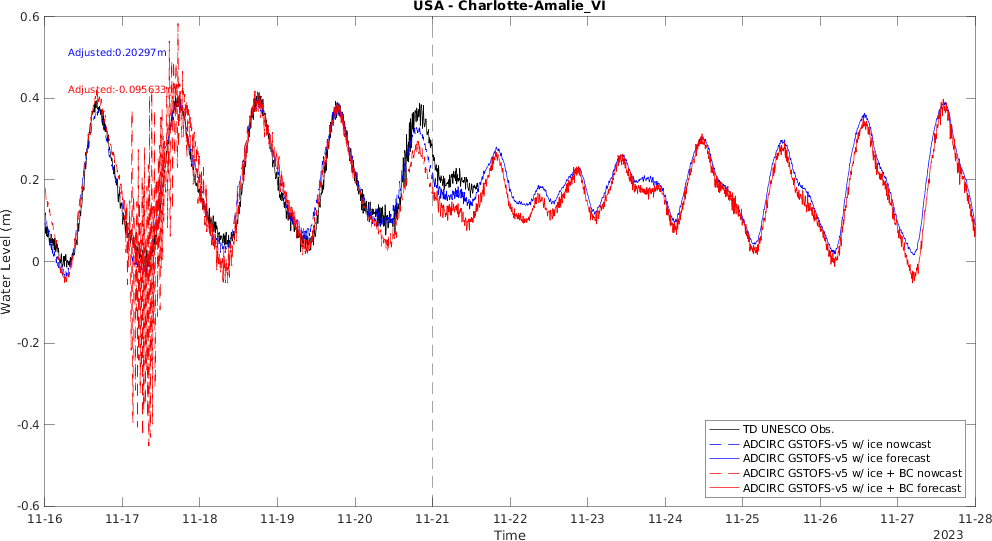 USA - Charlotte-Amalie_VI
0.6
Adjusted:0.20297m
Adjusted:-0.095633m
0.4
0.2
Water Level (m)
0
-0.2
-0.4
TD UNESCO Obs.
ADCIRC GSTOFS-v5 w/ ice nowcast
ADCIRC GSTOFS-v5 w/ ice forecast
ADCIRC GSTOFS-v5 w/ ice + BC nowcast
ADCIRC GSTOFS-v5 w/ ice + BC forecast
-0.6
11-16 11-17 11-18 11-19 11-20 11-21 11-22 11-23 11-24 11-25 11-26 11-27 11-28
Time
2023